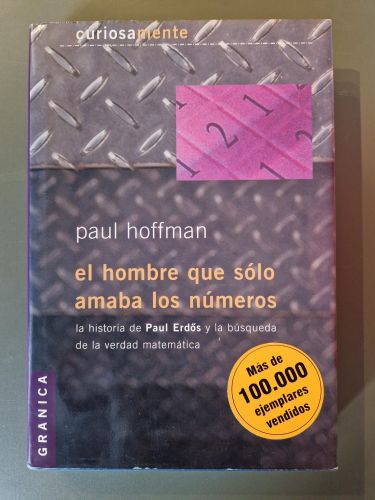 curiosamente
1 2 1
1 2
paul hoffman
el hombre que sólo
amaba los números
la historia de Paul Erdős y la búsqueda
de la verdad matemática
Más de
100.000
ejemplares
vendidos
GRANICA